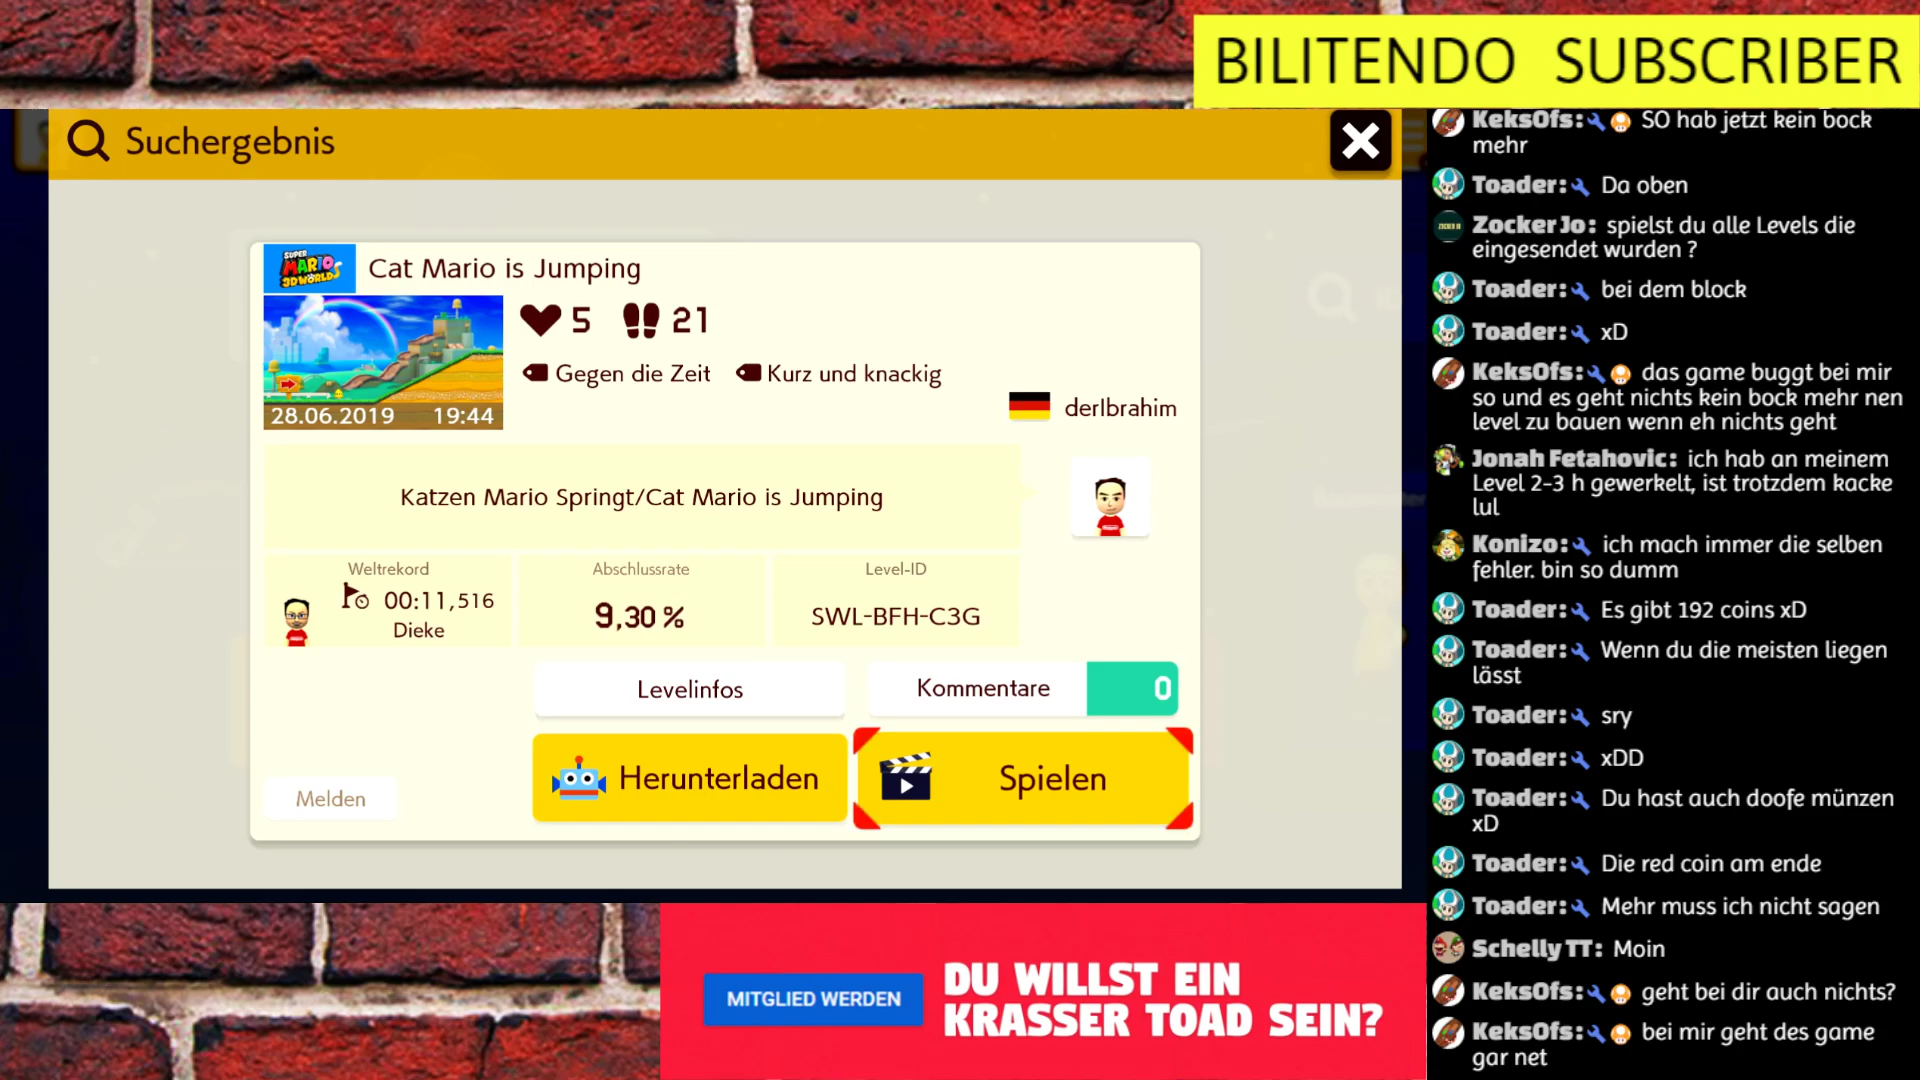 BILITENDO SUBSCRIBER
Suchergebnis
SUPER
MARIO
3D WORLD
Cat Mario is Jumping
5 21
Gegen die Zeit Kurz und knackig
28.06.2019 19:44
derIbrahim
Katzen Mario Springt/Cat Mario is Jumping
Weltrekord
00:11,516
Dieke
Abschlussrate
9,30 %
Level-ID
SWL-BFH-C3G
Levelinfos
Kommentare 0
Melden
Herunterladen
Spielen
MITGLIED WERDEN
DU WILLST EIN
KRASSER TOAD SEIN?
KeksOfs: SO hab jetzt kein bock
mehr
Toader: Da oben
Zocker Jo: spielst du alle Levels die
eingesendet wurden ?
Toader: bei dem block
Toader: xD
KeksOfs: das game buggt bei mir
so und es geht nichts kein bock mehr nen
level zu bauen wenn eh nichts geht
Jonah Fetahovic: ich hab an meinem
Level 2-3 h gewerkelt, ist trotzdem kacke
lul
Konizo: ich mach immer die selben
fehler. bin so dumm
Toader: Es gibt 192 coins xD
Toader: Wenn du die meisten liegen
lässt
Toader: sry
Toader: xDD
Toader: Du hast auch doofe münzen
xD
Toader: Die red coin am ende
Toader: Mehr muss ich nicht sagen
Schelly TT: Moin
KeksOfs: geht bei dir auch nichts?
KeksOfs: bei mir geht des game
gar net